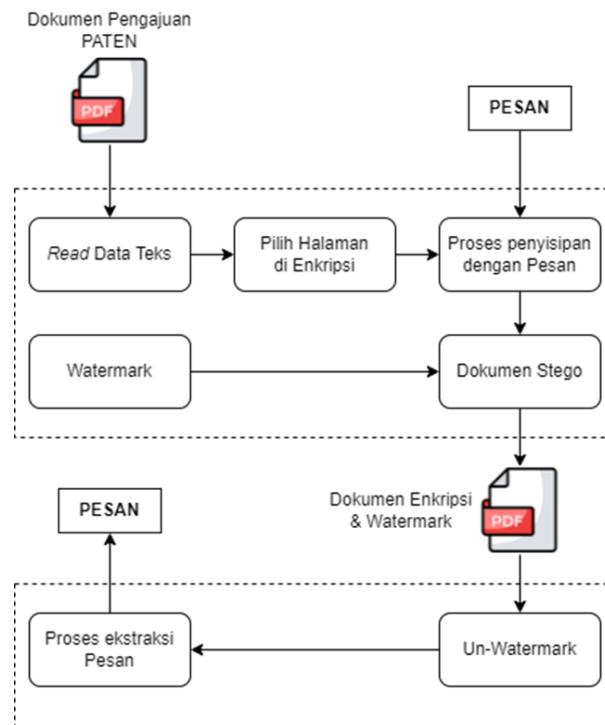 Dokumen Pengajuan
PATEN
PDF
PESAN
Read Data Teks
Pilih Halaman
di Enkripsi
Proses penyisipan
dengan Pesan
Watermark
Dokumen Stego
Dokumen Enkripsi
& Watermark
PDF
PESAN
Proses ekstraksi
Pesan
Un-Watermark